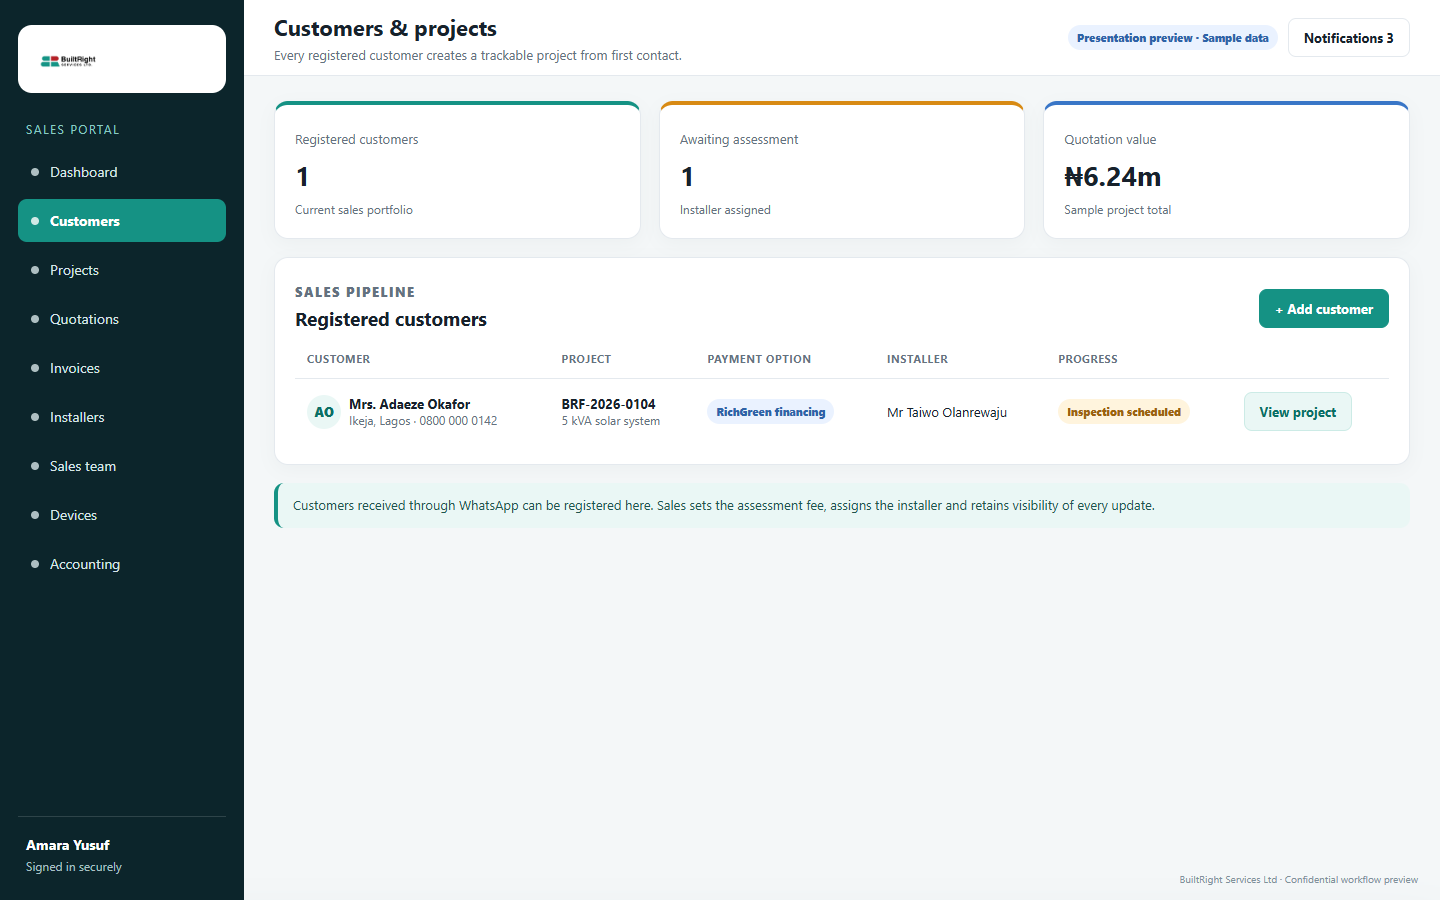 BuiltRight
SERVICES LTD
SALES PORTAL
Dashboard
Customers
Projects
Quotations
Invoices
Installers
Sales team
Devices
Accounting
Amara Yusuf
Signed in securely
Customers & projects
Every registered customer creates a trackable project from first contact.
Presentation preview · Sample data
Notifications 3
Registered customers
1
Current sales portfolio
Awaiting assessment
1
Installer assigned
Quotation value
₦6.24m
Sample project total
SALES PIPELINE
Registered customers
+ Add customer
CUSTOMER PROJECT PAYMENT OPTION INSTALLER PROGRESS
AO Mrs. Adaeze Okafor BRF-2026-0104 RichGreen financing Mr Taiwo Olanrewaju Inspection scheduled View project
Ikeja, Lagos · 0800 000 0142 5 kVA solar system
Customers received through WhatsApp can be registered here. Sales sets the assessment fee, assigns the installer and retains visibility of every update.
BuiltRight Services Ltd · Confidential workflow preview